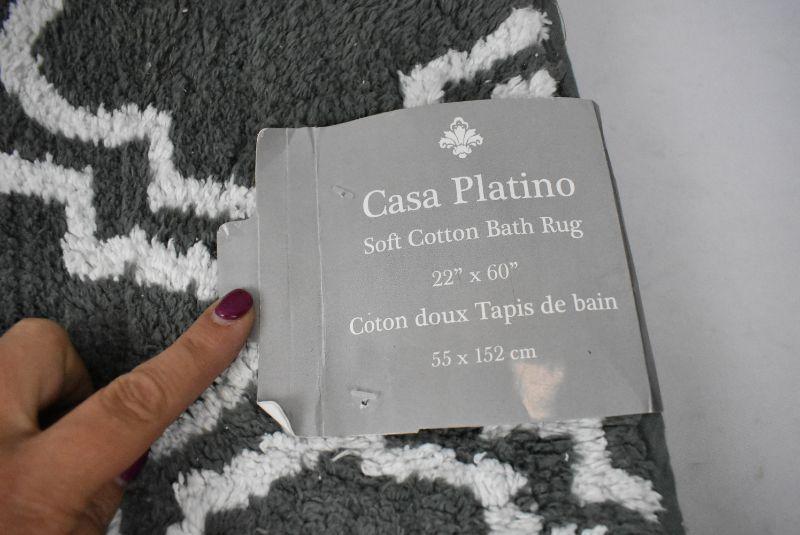 Casa Platino
Soft Cotton Bath Rug
22” x 60”
Coton doux Tapis de bain
55 x 152 cm